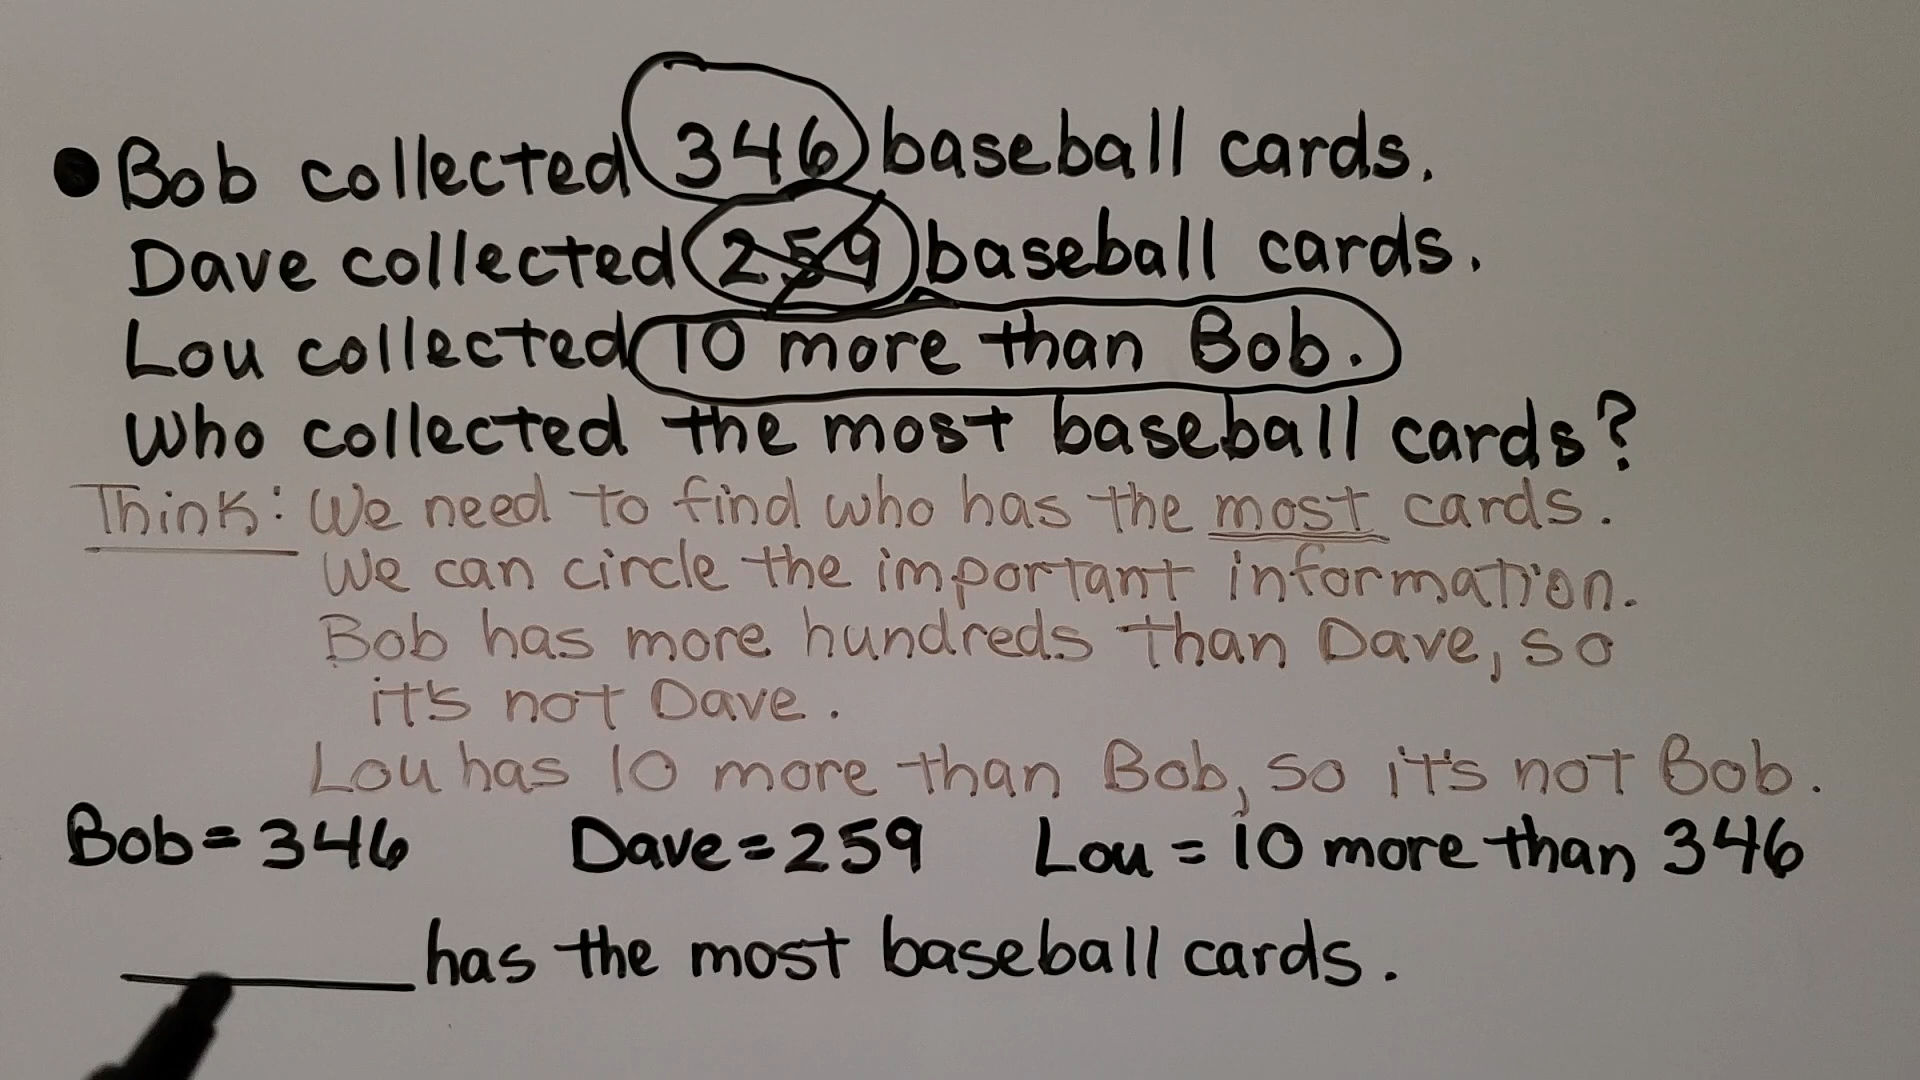 ● Bob collected 346 baseball cards.
Dave collected 259 baseball cards.
Lou collected 10 more than Bob.
Who collected the most baseball cards?
Think: We need to find who has the most cards.
We can circle the important information.
Bob has more hundreds than Dave, so
it's not Dave.
Lou has 10 more than Bob, so it's not Bob.
Bob = 346 Dave = 259 Lou = 10 more than 346
______ has the most baseball cards.